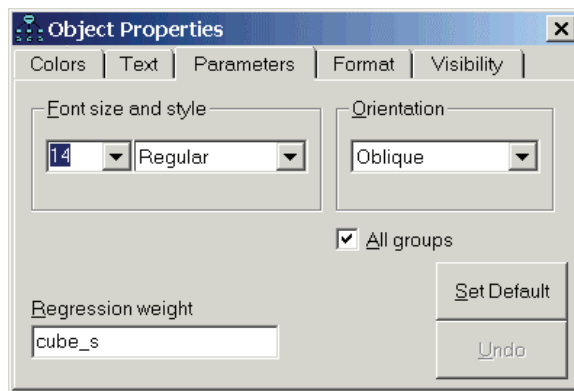 Object Properties
Colors Text Parameters Format Visibility
Font size and style
14 Regular
Orientation
Oblique
All groups
Regression weight
cube_s
Set Default
Undo